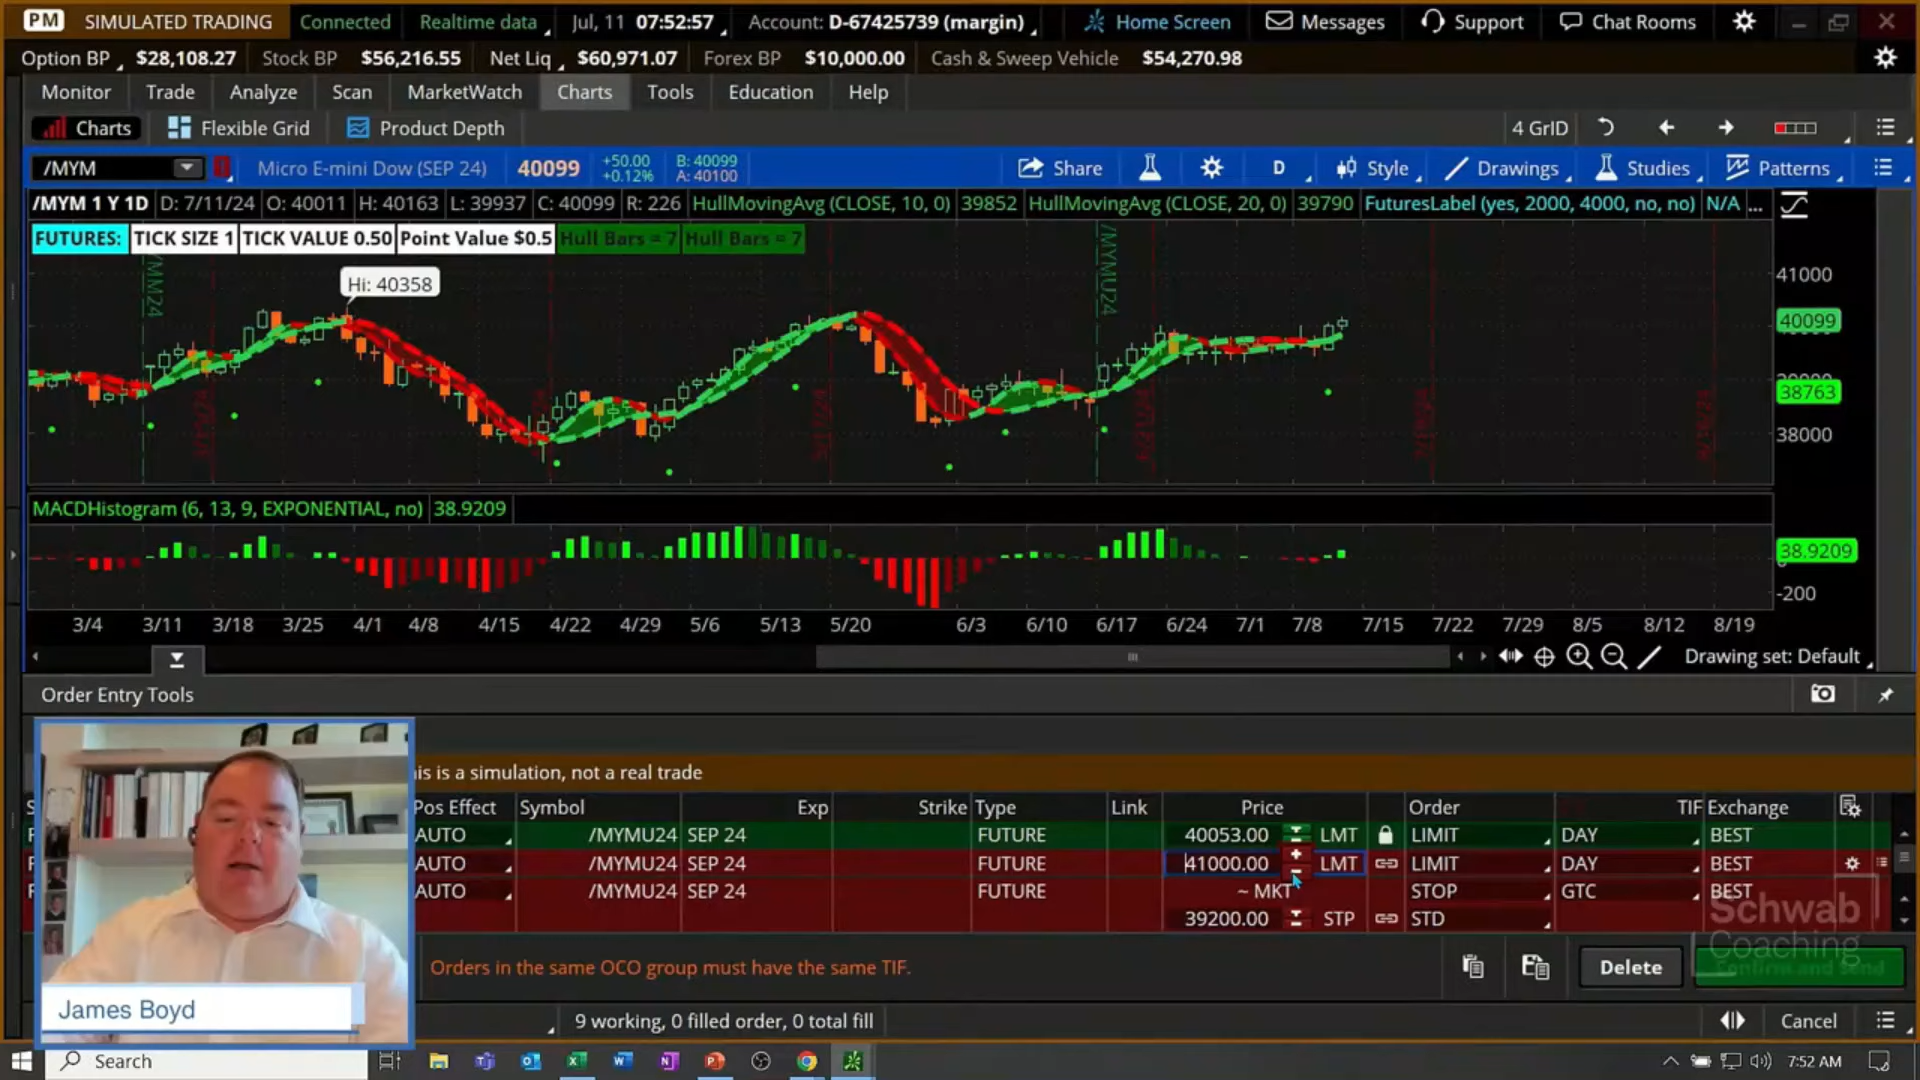 PM SIMULATED TRADING Connected Realtime data Jul, 11 07:52:57 Account: D-67425739 (margin) Home Screen Messages Support Chat Rooms
Option BP $28,108.27 Stock BP $56,216.55 Net Liq $60,971.07 Forex BP $10,000.00 Cash & Sweep Vehicle $54,270.98
Monitor Trade Analyze Scan MarketWatch Charts Tools Education Help
Charts Flexible Grid Product Depth 4 GrID
/MYM Micro E-mini Dow (SEP 24) 40099 +50.00 B: 40099 Share D Style Drawings Studies Patterns
+0.12% A: 40100
/MYM 1 Y 1D D: 7/11/24 O: 40011 H: 40163 L: 39937 C: 40099 R: 226 HullMovingAvg (CLOSE, 10, 0) 39852 HullMovingAvg (CLOSE, 20, 0) 39790 FuturesLabel (yes, 2000, 4000, no, no) N/A ...
FUTURES: TICK SIZE 1 TICK VALUE 0.50 Point Value $0.5 Hull Bars = 7 Hull Bars = 7
/MYMU24
Hi: 40358
41000
40099
38763
38000
MACDHistogram (6, 13, 9, EXPONENTIAL, no) 38.9209
38.9209
-200
3/4 3/11 3/18 3/25 4/1 4/8 4/15 4/22 4/29 5/6 5/13 5/20 6/3 6/10 6/17 6/24 7/1 7/8 7/15 7/22 7/29 8/5 8/12 8/19
Drawing set: Default
Order Entry Tools
his is a simulation, not a real trade
Pos Effect Symbol Exp Strike Type Link Price Order TIF Exchange
AUTO /MYMU24 SEP 24 FUTURE 40053.00 LMT LIMIT DAY BEST
AUTO /MYMU24 SEP 24 FUTURE 41000.00 LMT LIMIT DAY BEST
AUTO /MYMU24 SEP 24 FUTURE ~ MKT STOP GTC BEST
39200.00 STP STD
Schwab
Coaching
Orders in the same OCO group must have the same TIF. Delete Confirm and Send
James Boyd
9 working, 0 filled order, 0 total fill Cancel
Search 7:52 AM